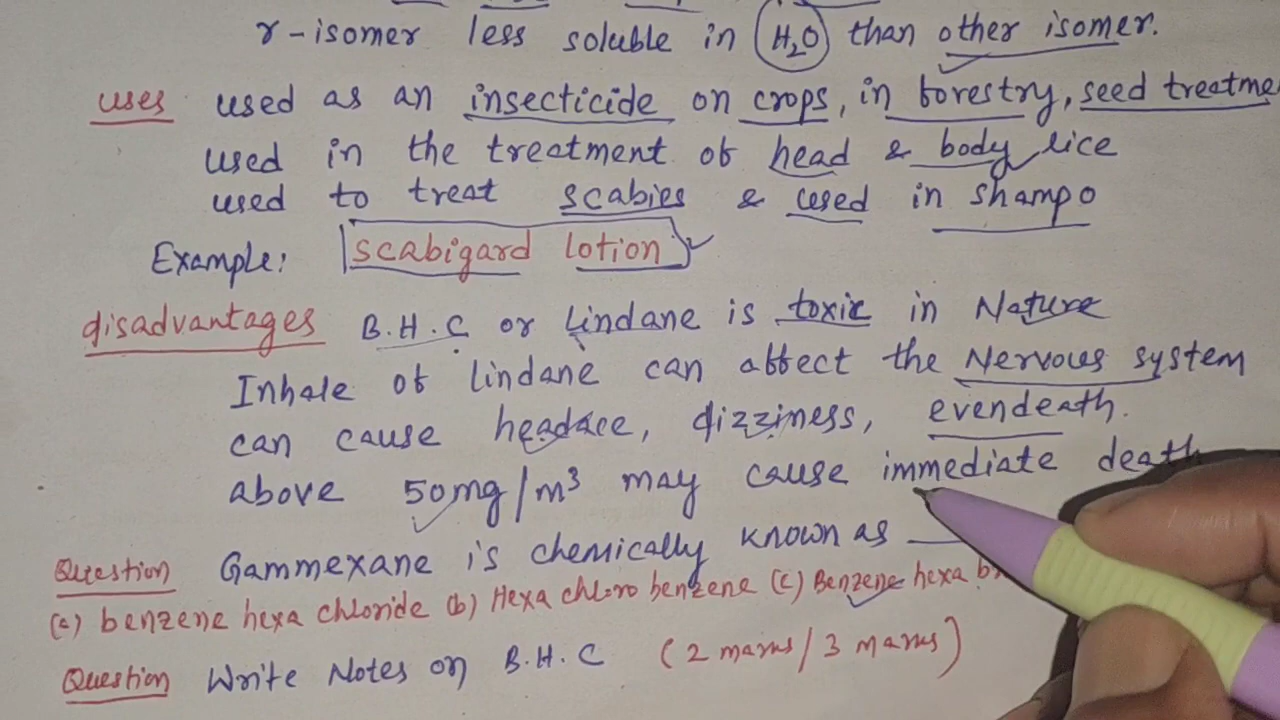 γ-isomer less soluble in H₂O than other isomer.
uses used as an insecticide on crops, in forestry, seed treatme
used in the treatment of head & body lice
used to treat scabies & used in shampo
Example: scabigard lotion
disadvantages B.H.C or lindane is toxic in Nature
Inhale of lindane can affect the Nervous system
can cause headace, dizziness, evendeath.
above 50mg/m³ may cause immediate death
Question Gammexane is chemically known as
(a) benzene hexa chloride (b) Hexa chloro benzene (c) Benzene hexa
Question Write Notes on B.H.C (2 marks/3 marks)